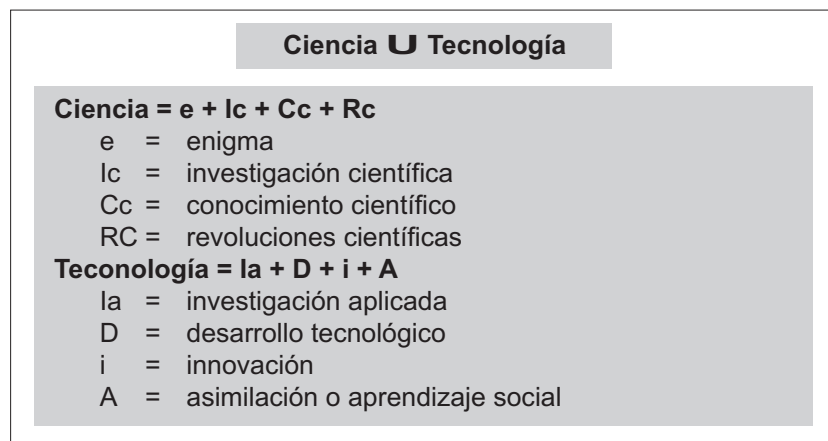 Ciencia U Tecnología
Ciencia = e + Ic + Cc + Rc
e = enigma
Ic = investigación científica
Cc = conocimiento científico
RC = revoluciones científicas
Teconología = Ia + D + i + A
Ia = investigación aplicada
D = desarrollo tecnológico
i = innovación
A = asimilación o aprendizaje social